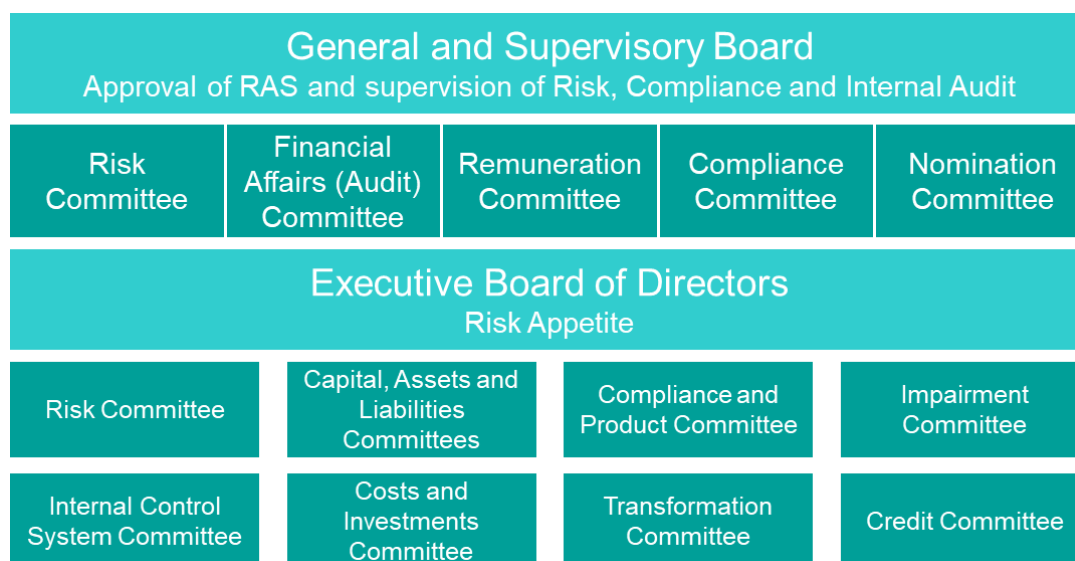 General and Supervisory Board
Approval of RAS and supervision of Risk, Compliance and Internal Audit
Risk
Committee
Financial
Affairs (Audit)
Committee
Remuneration
Committee
Compliance
Committee
Nomination
Committee
Executive Board of Directors
Risk Appetite
Risk Committee
Capital, Assets and
Liabilities
Committees
Compliance and
Product Committee
Impairment
Committee
Internal Control
System Committee
Costs and
Investments
Committee
Transformation
Committee
Credit Committee